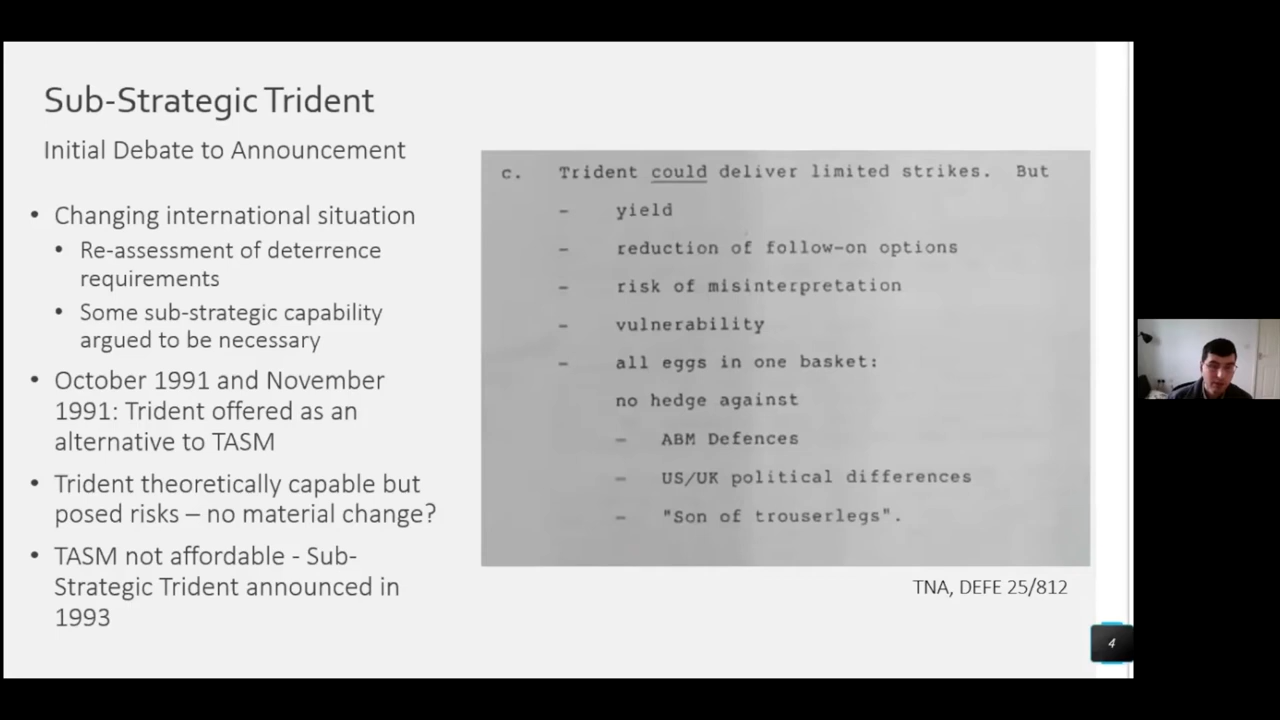 Sub-Strategic Trident
Initial Debate to Announcement
• Changing international situation
• Re-assessment of deterrence
requirements
• Some sub-strategic capability
argued to be necessary
• October 1991 and November
1991: Trident offered as an
alternative to TASM
• Trident theoretically capable but
posed risks – no material change?
• TASM not affordable - Sub-
Strategic Trident announced in
1993
c. Trident could deliver limited strikes. But
- yield
- reduction of follow-on options
- risk of misinterpretation
- vulnerability
- all eggs in one basket:
no hedge against
- ABM Defences
- US/UK political differences
- "Son of trouserlegs".
TNA, DEFE 25/812
4